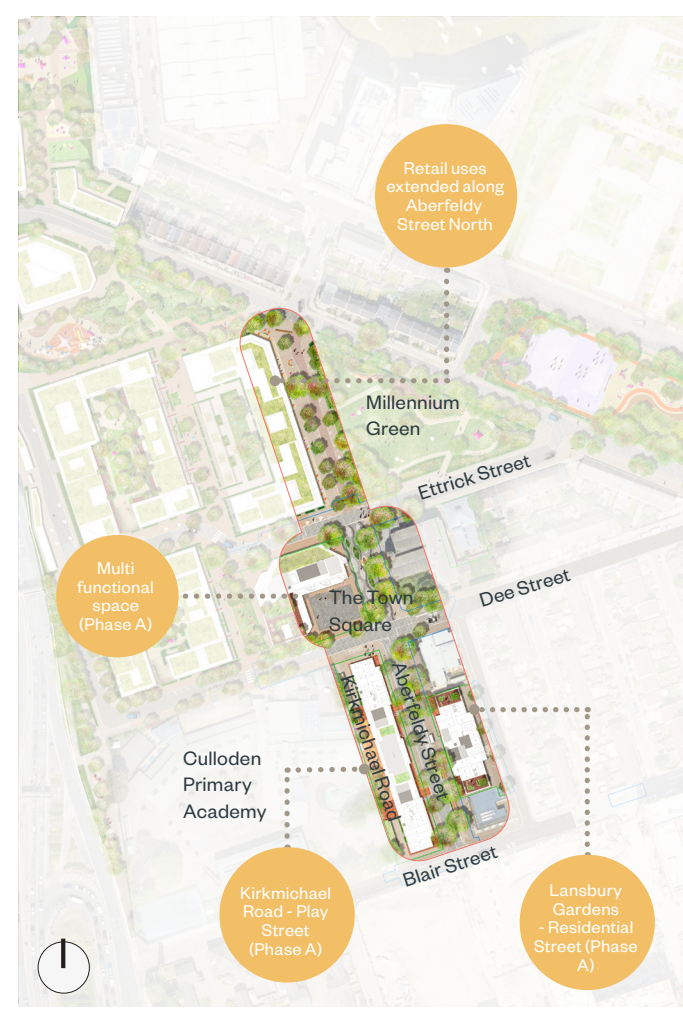 Retail uses
extended along
Aberfeldy
Street North
Millennium
Green
Ettrick Street
Multi
functional
space
(Phase A)
Dee Street
The Town
Square
Kirkmichael Road
Aberfeldy Street
Culloden
Primary
Academy
Blair Street
Kirkmichael
Road - Play
Street
(Phase A)
Lansbury
Gardens
- Residential
Street (Phase
A)